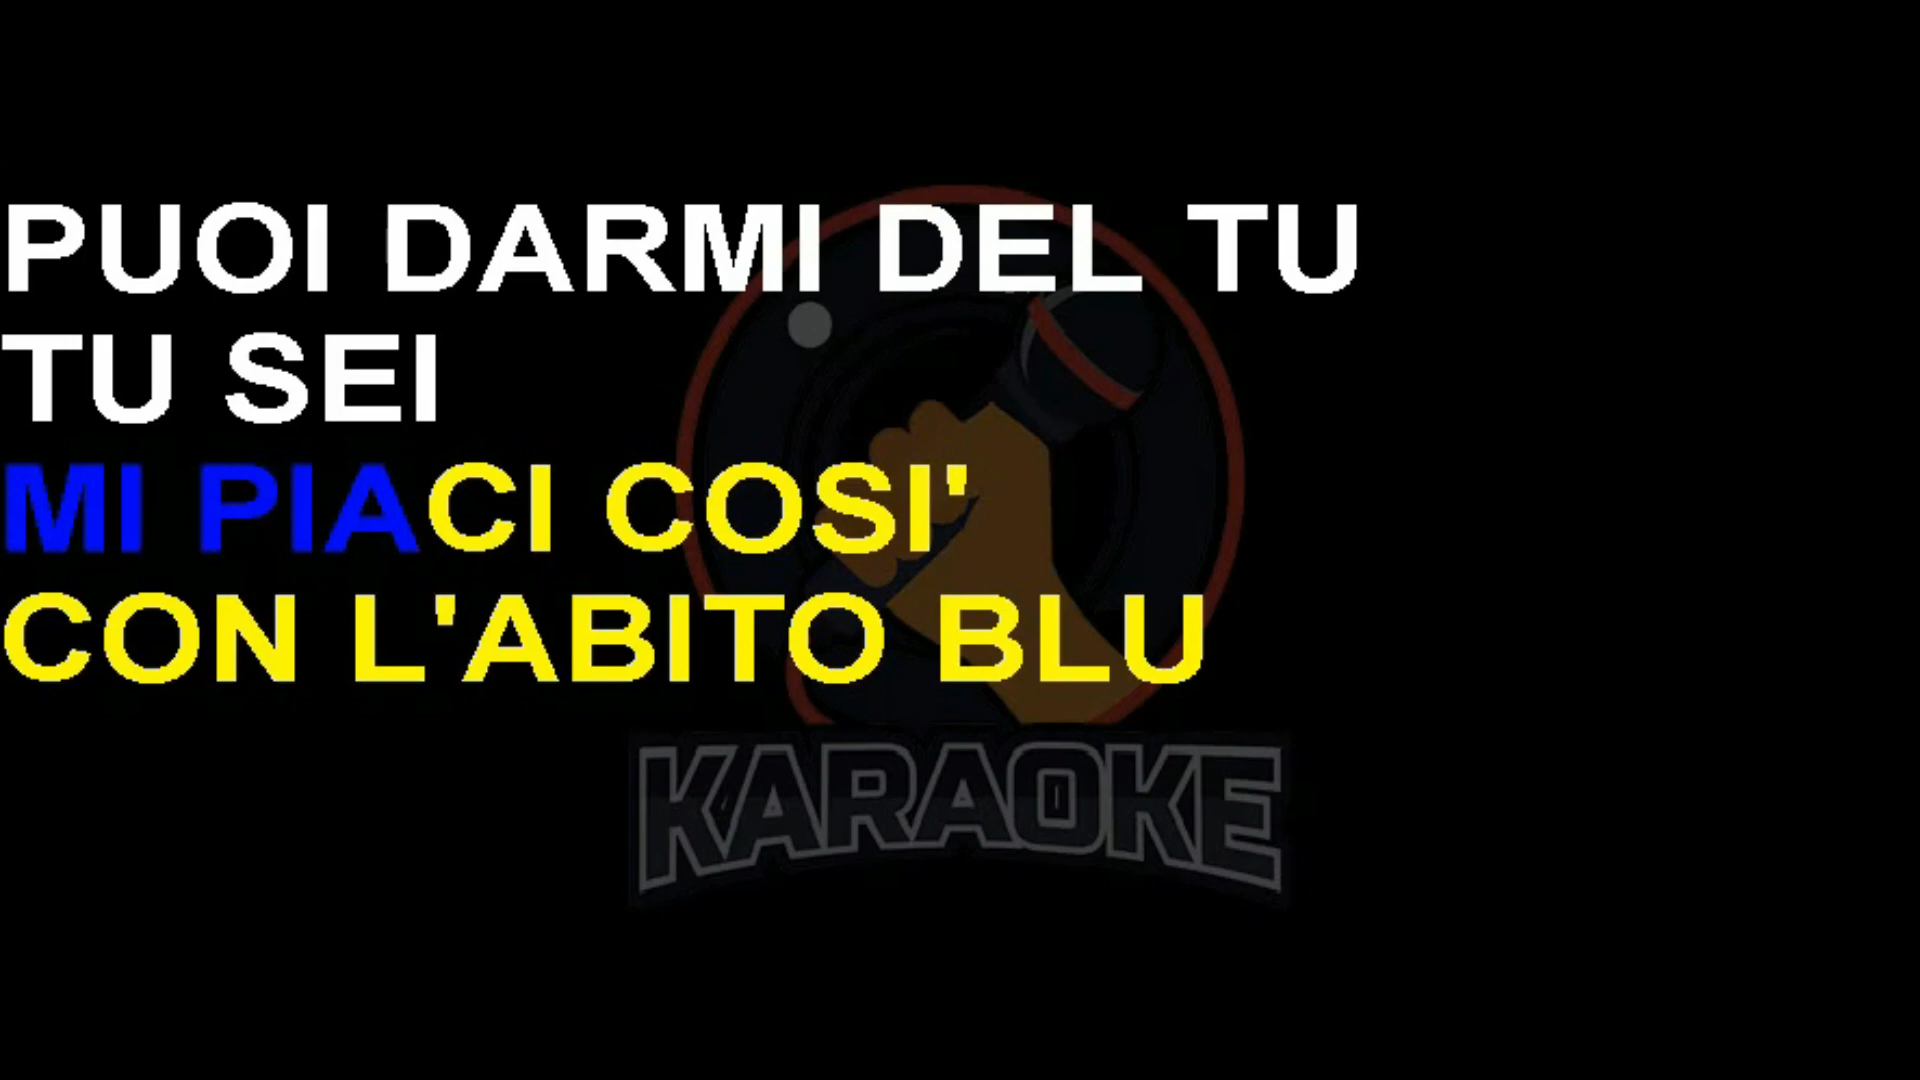 PUOI DARMI DEL TU
TU SEI
MI PIACI COSI'
CON L'ABITO BLU
KARAOKE